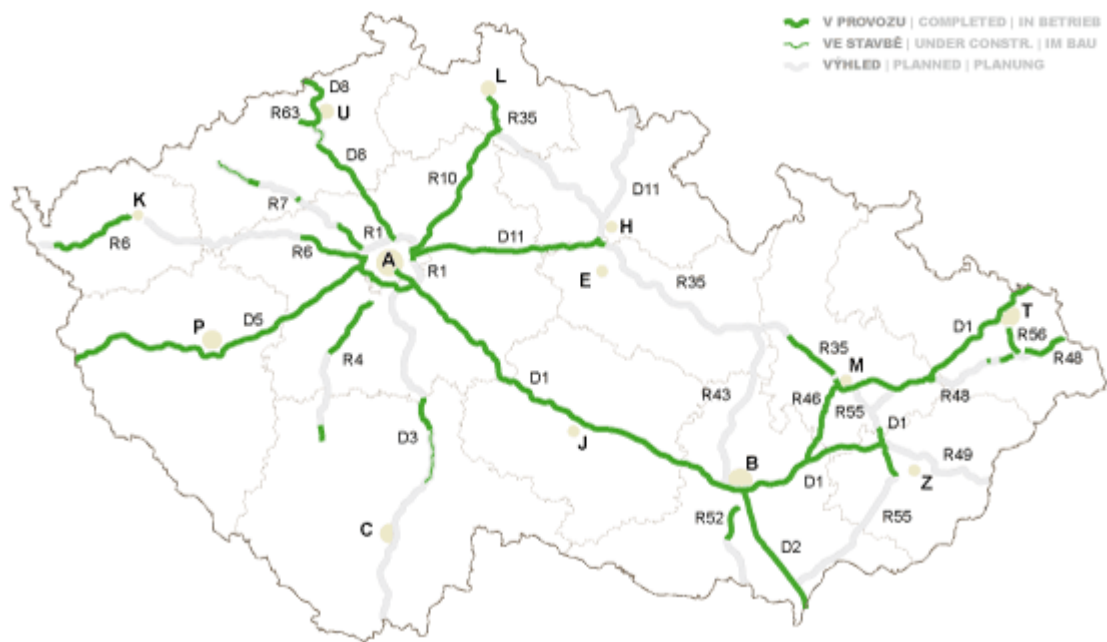 V PROVOZU | COMPLETED | IN BETRIEB
VE STAVBĚ | UNDER CONSTR. | IM BAU
VÝHLED | PLANNED | PLANUNG
D8
L
R63
U
R35
D8
R10
D11
K
R7
H
R6
R1
D11
R6
A
R1
E
R35
T
P
D5
D1
R56
R4
R35
R48
D1
M
R43
R46
R55
R48
D3
D1
J
B
R49
D1
Z
R52
R55
C
D2